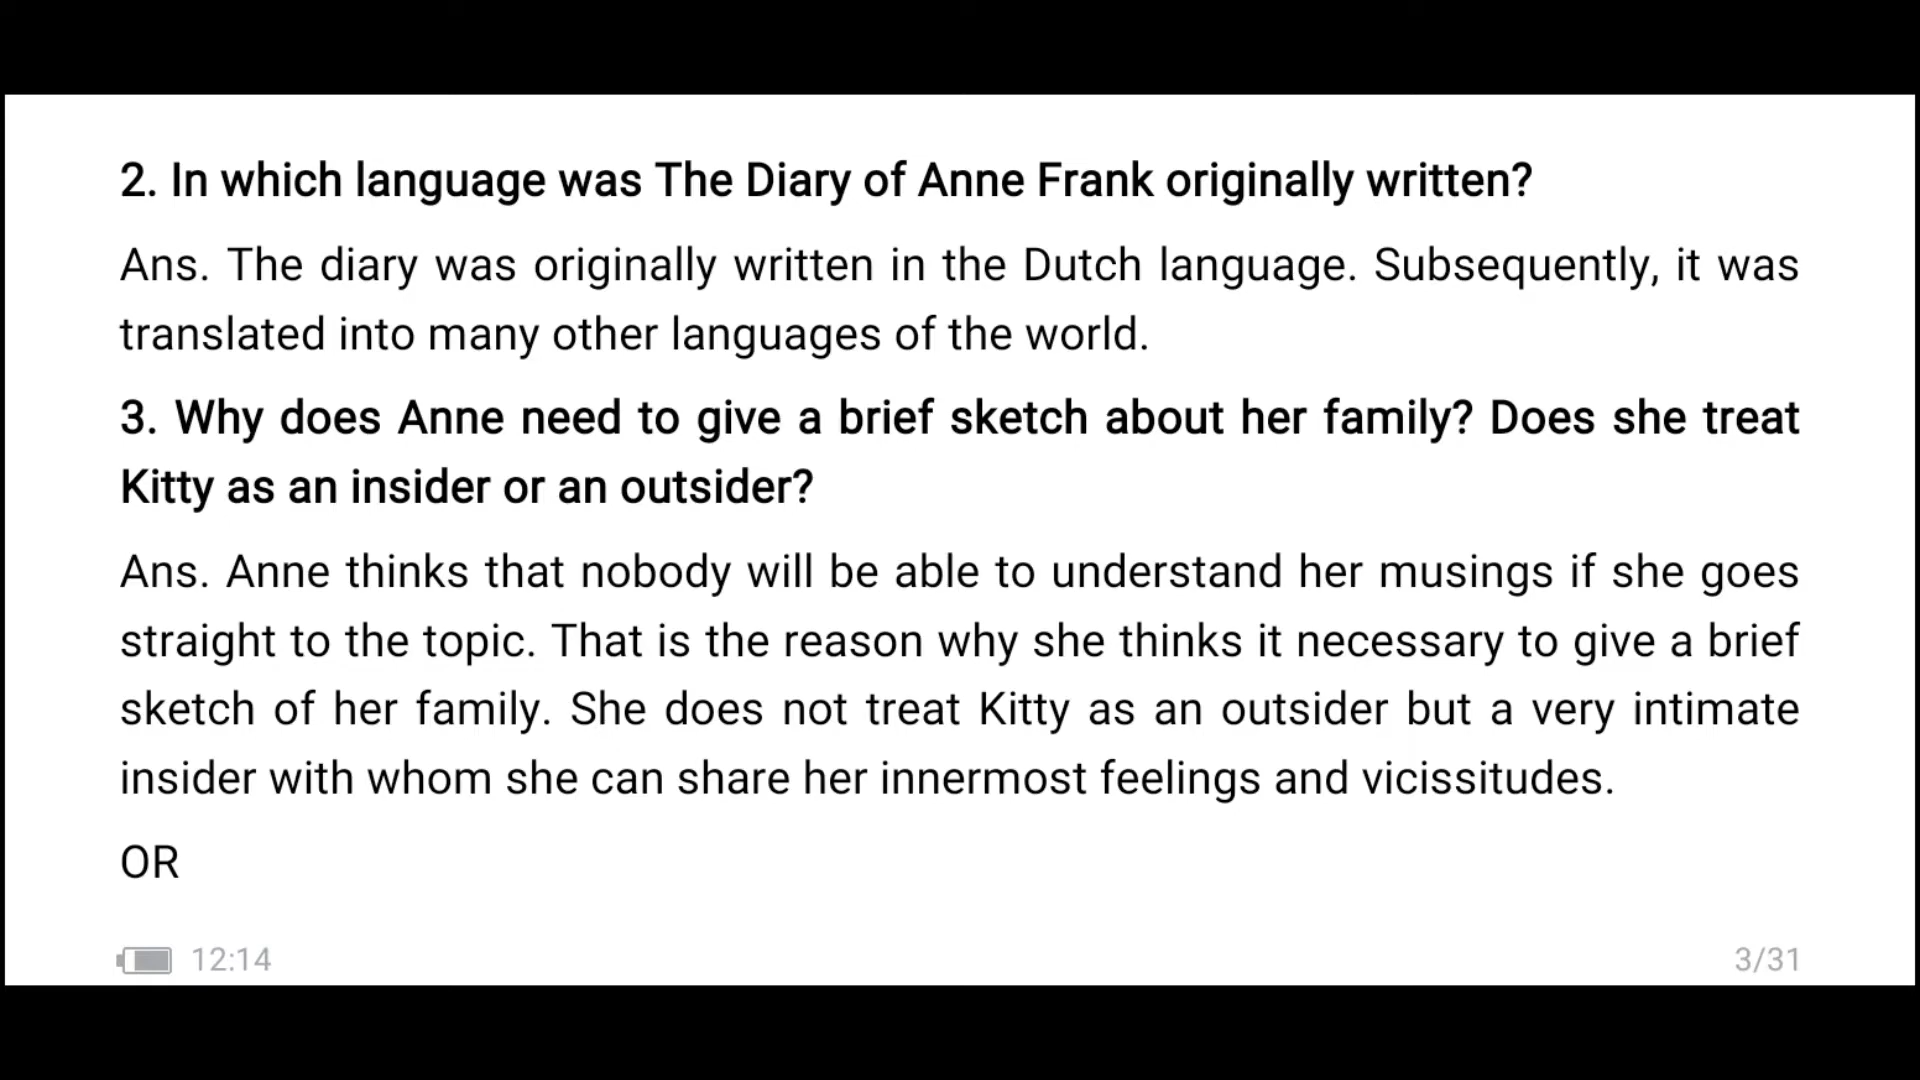 2. In which language was The Diary of Anne Frank originally written?
Ans. The diary was originally written in the Dutch language. Subsequently, it was
translated into many other languages of the world.
3. Why does Anne need to give a brief sketch about her family? Does she treat
Kitty as an insider or an outsider?
Ans. Anne thinks that nobody will be able to understand her musings if she goes
straight to the topic. That is the reason why she thinks it necessary to give a brief
sketch of her family. She does not treat Kitty as an outsider but a very intimate
insider with whom she can share her innermost feelings and vicissitudes.
OR
12:14
3/31